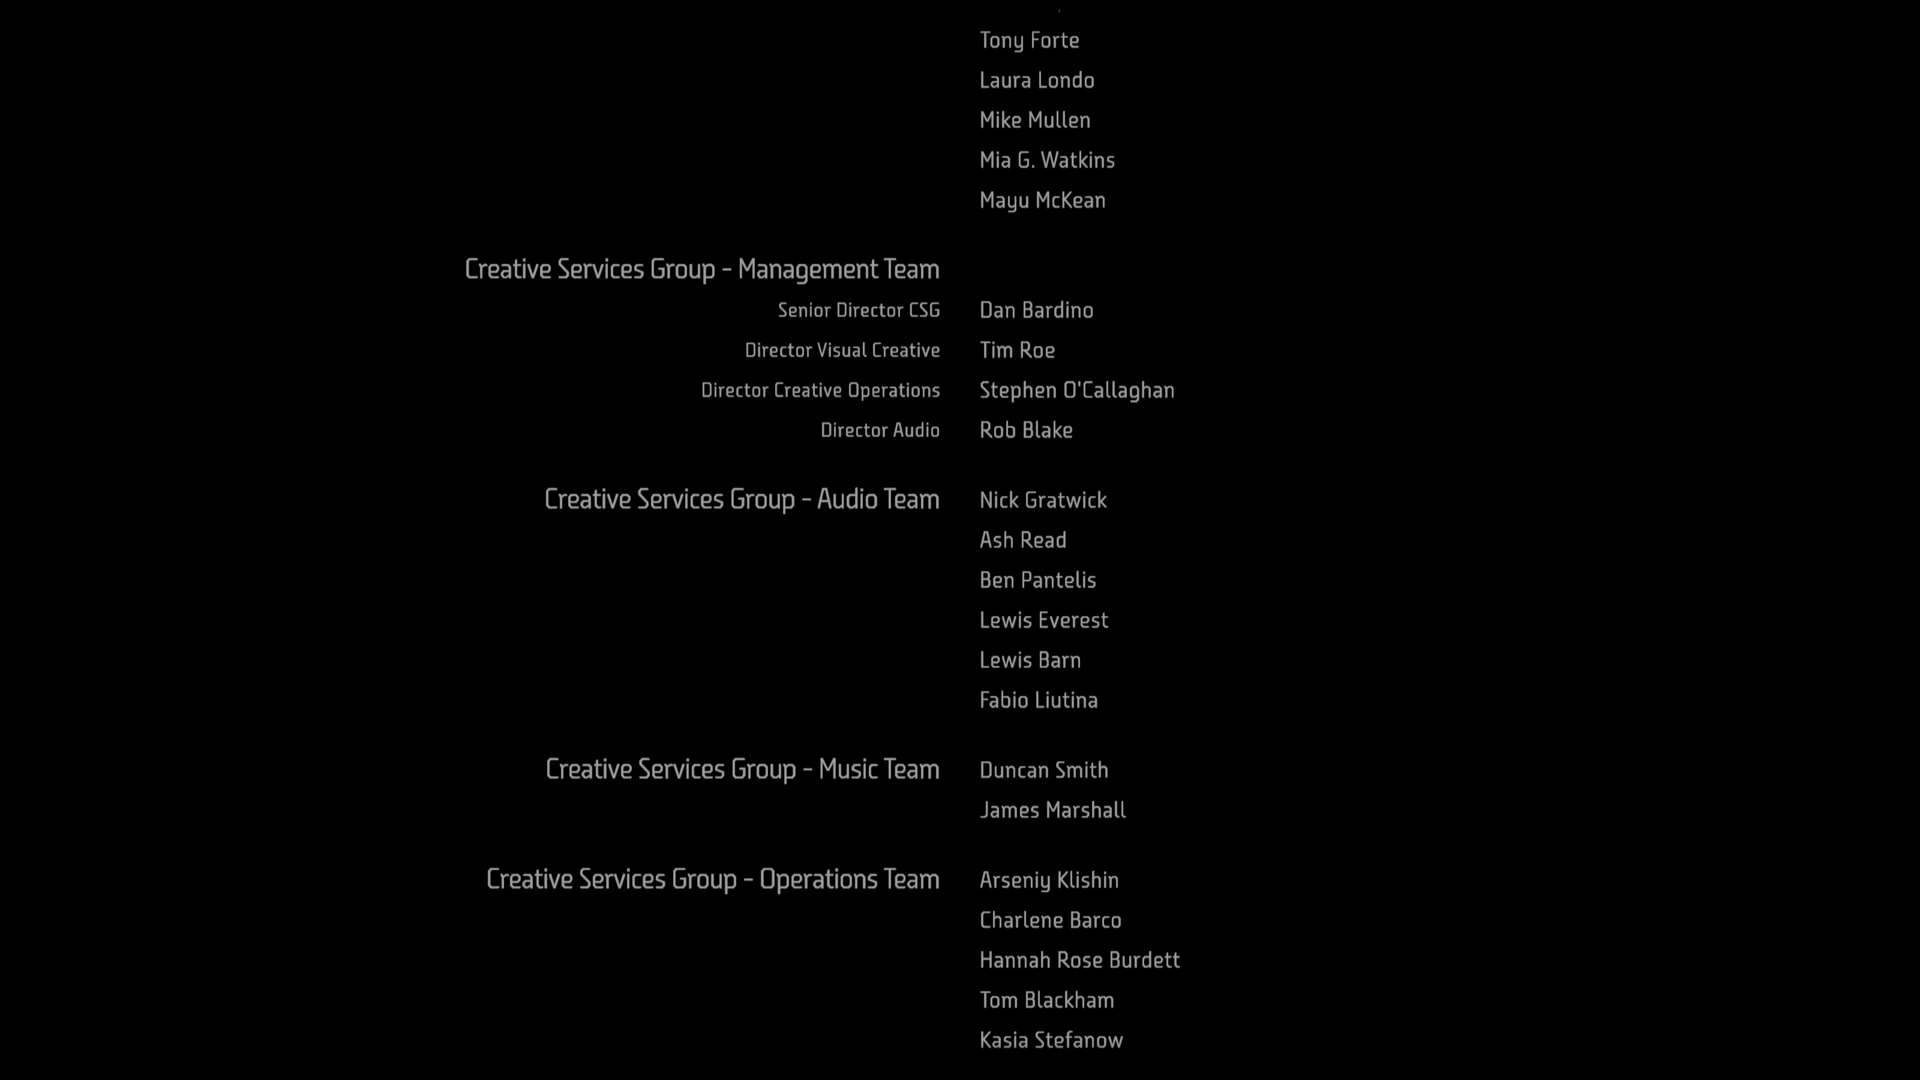 Tony Forte
Laura Londo
Mike Mullen
Mia G. Watkins
Mayu McKean
Creative Services Group - Management Team
Senior Director CSG Dan Bardino
Director Visual Creative Tim Roe
Director Creative Operations Stephen O'Callaghan
Director Audio Rob Blake
Creative Services Group - Audio Team Nick Gratwick
Ash Read
Ben Pantelis
Lewis Everest
Lewis Barn
Fabio Liutina
Creative Services Group - Music Team Duncan Smith
James Marshall
Creative Services Group - Operations Team Arseniy Klishin
Charlene Barco
Hannah Rose Burdett
Tom Blackham
Kasia Stefanow